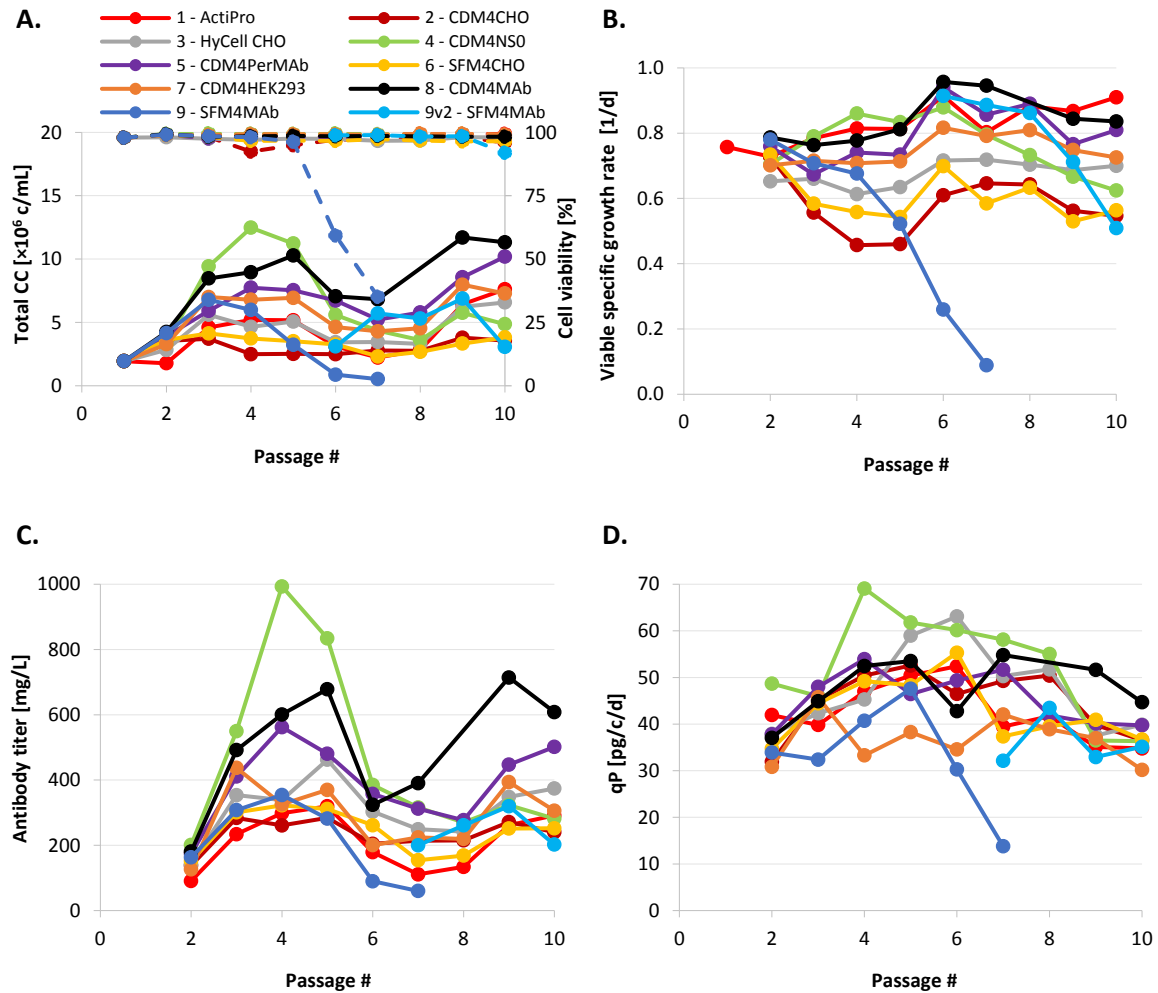 A.
1 - ActiPro 2 - CDM4CHO
3 - HyCell CHO 4 - CDM4NS0
5 - CDM4PerMAb 6 - SFM4CHO
7 - CDM4HEK293 8 - CDM4MAb
9 - SFM4MAb 9v2 - SFM4MAb
Total CC [×10⁶ c/mL]
20
15
10
5
0
100
75
50
25
0
Cell viability [%]
0 2 4 6 8 10
Passage #
B.
Viable specific growth rate [1/d]
1.0
0.8
0.6
0.4
0.2
0.0
0 2 4 6 8 10
Passage #
C.
Antibody titer [mg/L]
1000
800
600
400
200
0
0 2 4 6 8 10
Passage #
D.
qP [pg/c/d]
70
60
50
40
30
20
10
0
0 2 4 6 8 10
Passage #